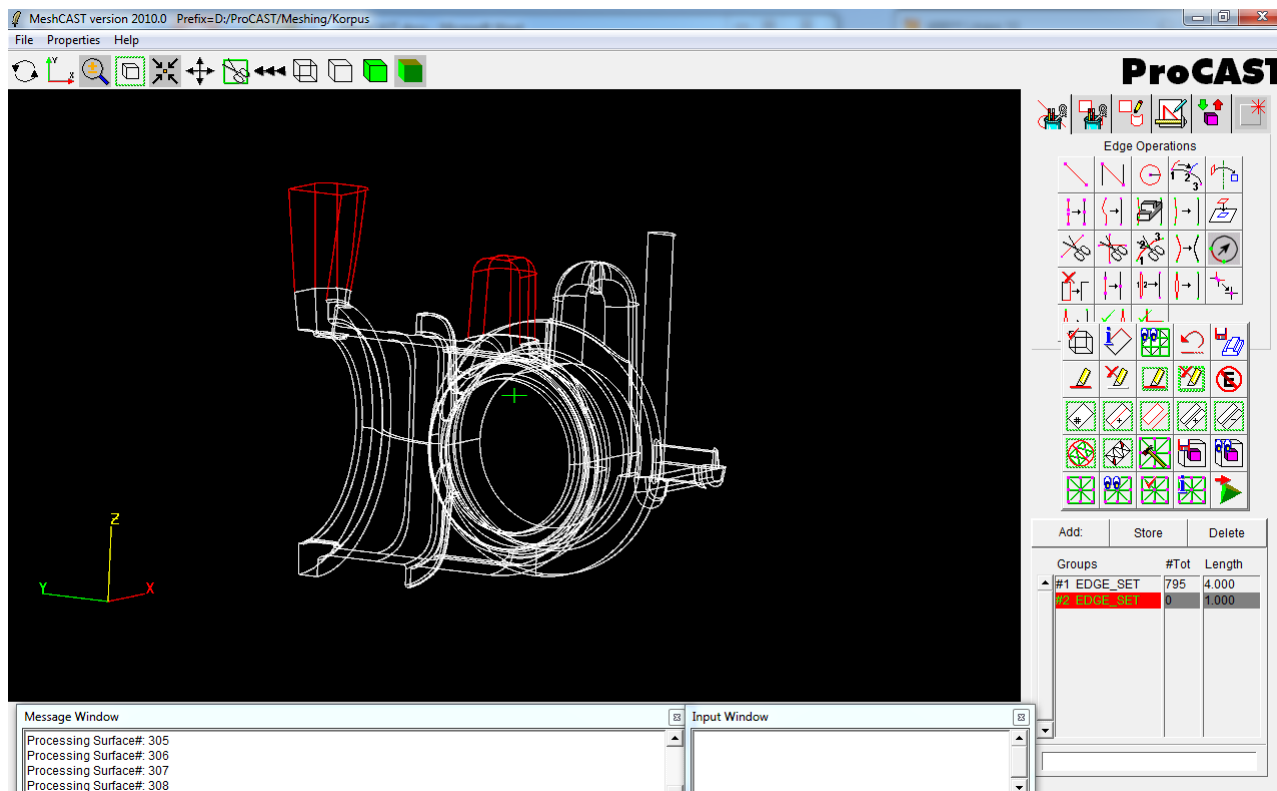 MeshCAST version 2010.0 Prefix=D:/ProCAST/Meshing/Korpus
File Properties Help
ProCAST
Edge Operations
Z
Y
X
Add: Store Delete
Groups #Tot Length
#1 EDGE_SET 795 4.000
#2 EDGE_SET 0 1.000
Message Window
Input Window
Processing Surface#: 305
Processing Surface#: 306
Processing Surface#: 307
Processing Surface#: 308